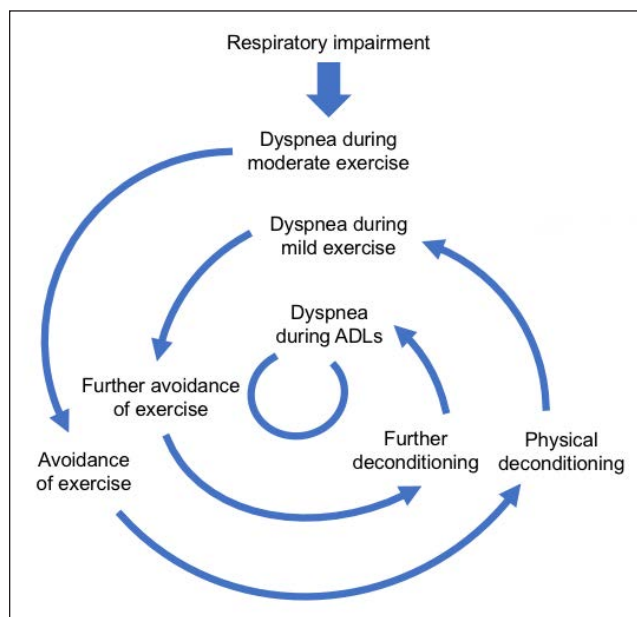 Respiratory impairment
Dyspnea during
moderate exercise
Dyspnea during
mild exercise
Dyspnea
during ADLs
Further avoidance
of exercise
Further
deconditioning
Physical
deconditioning
Avoidance
of exercise